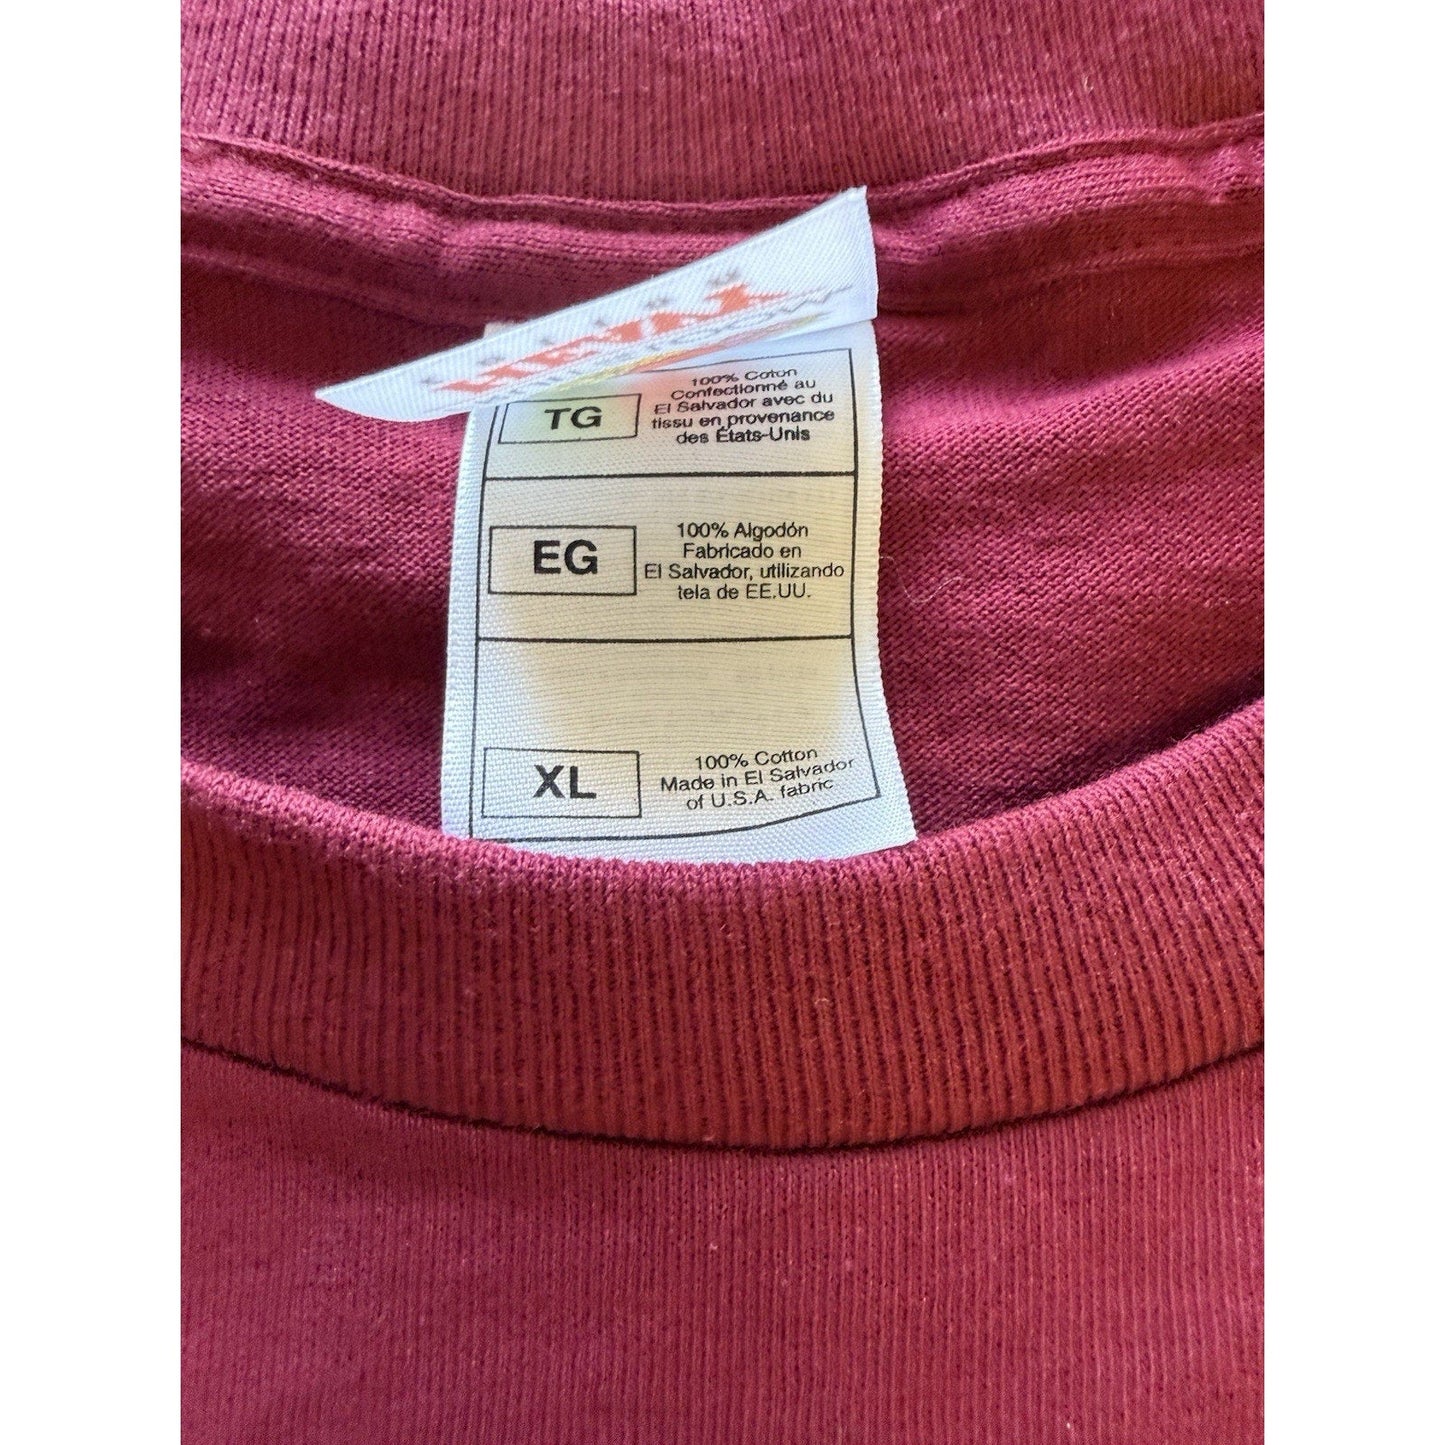 TG
100% Coton
Confectionné au
El Salvador avec du
tissu en provenance
des États-Unis
EG
100% Algodón
Fabricado en
El Salvador, utilizando
tela de EE.UU.
XL
100% Cotton
Made in El Salvador
of U.S.A. fabric